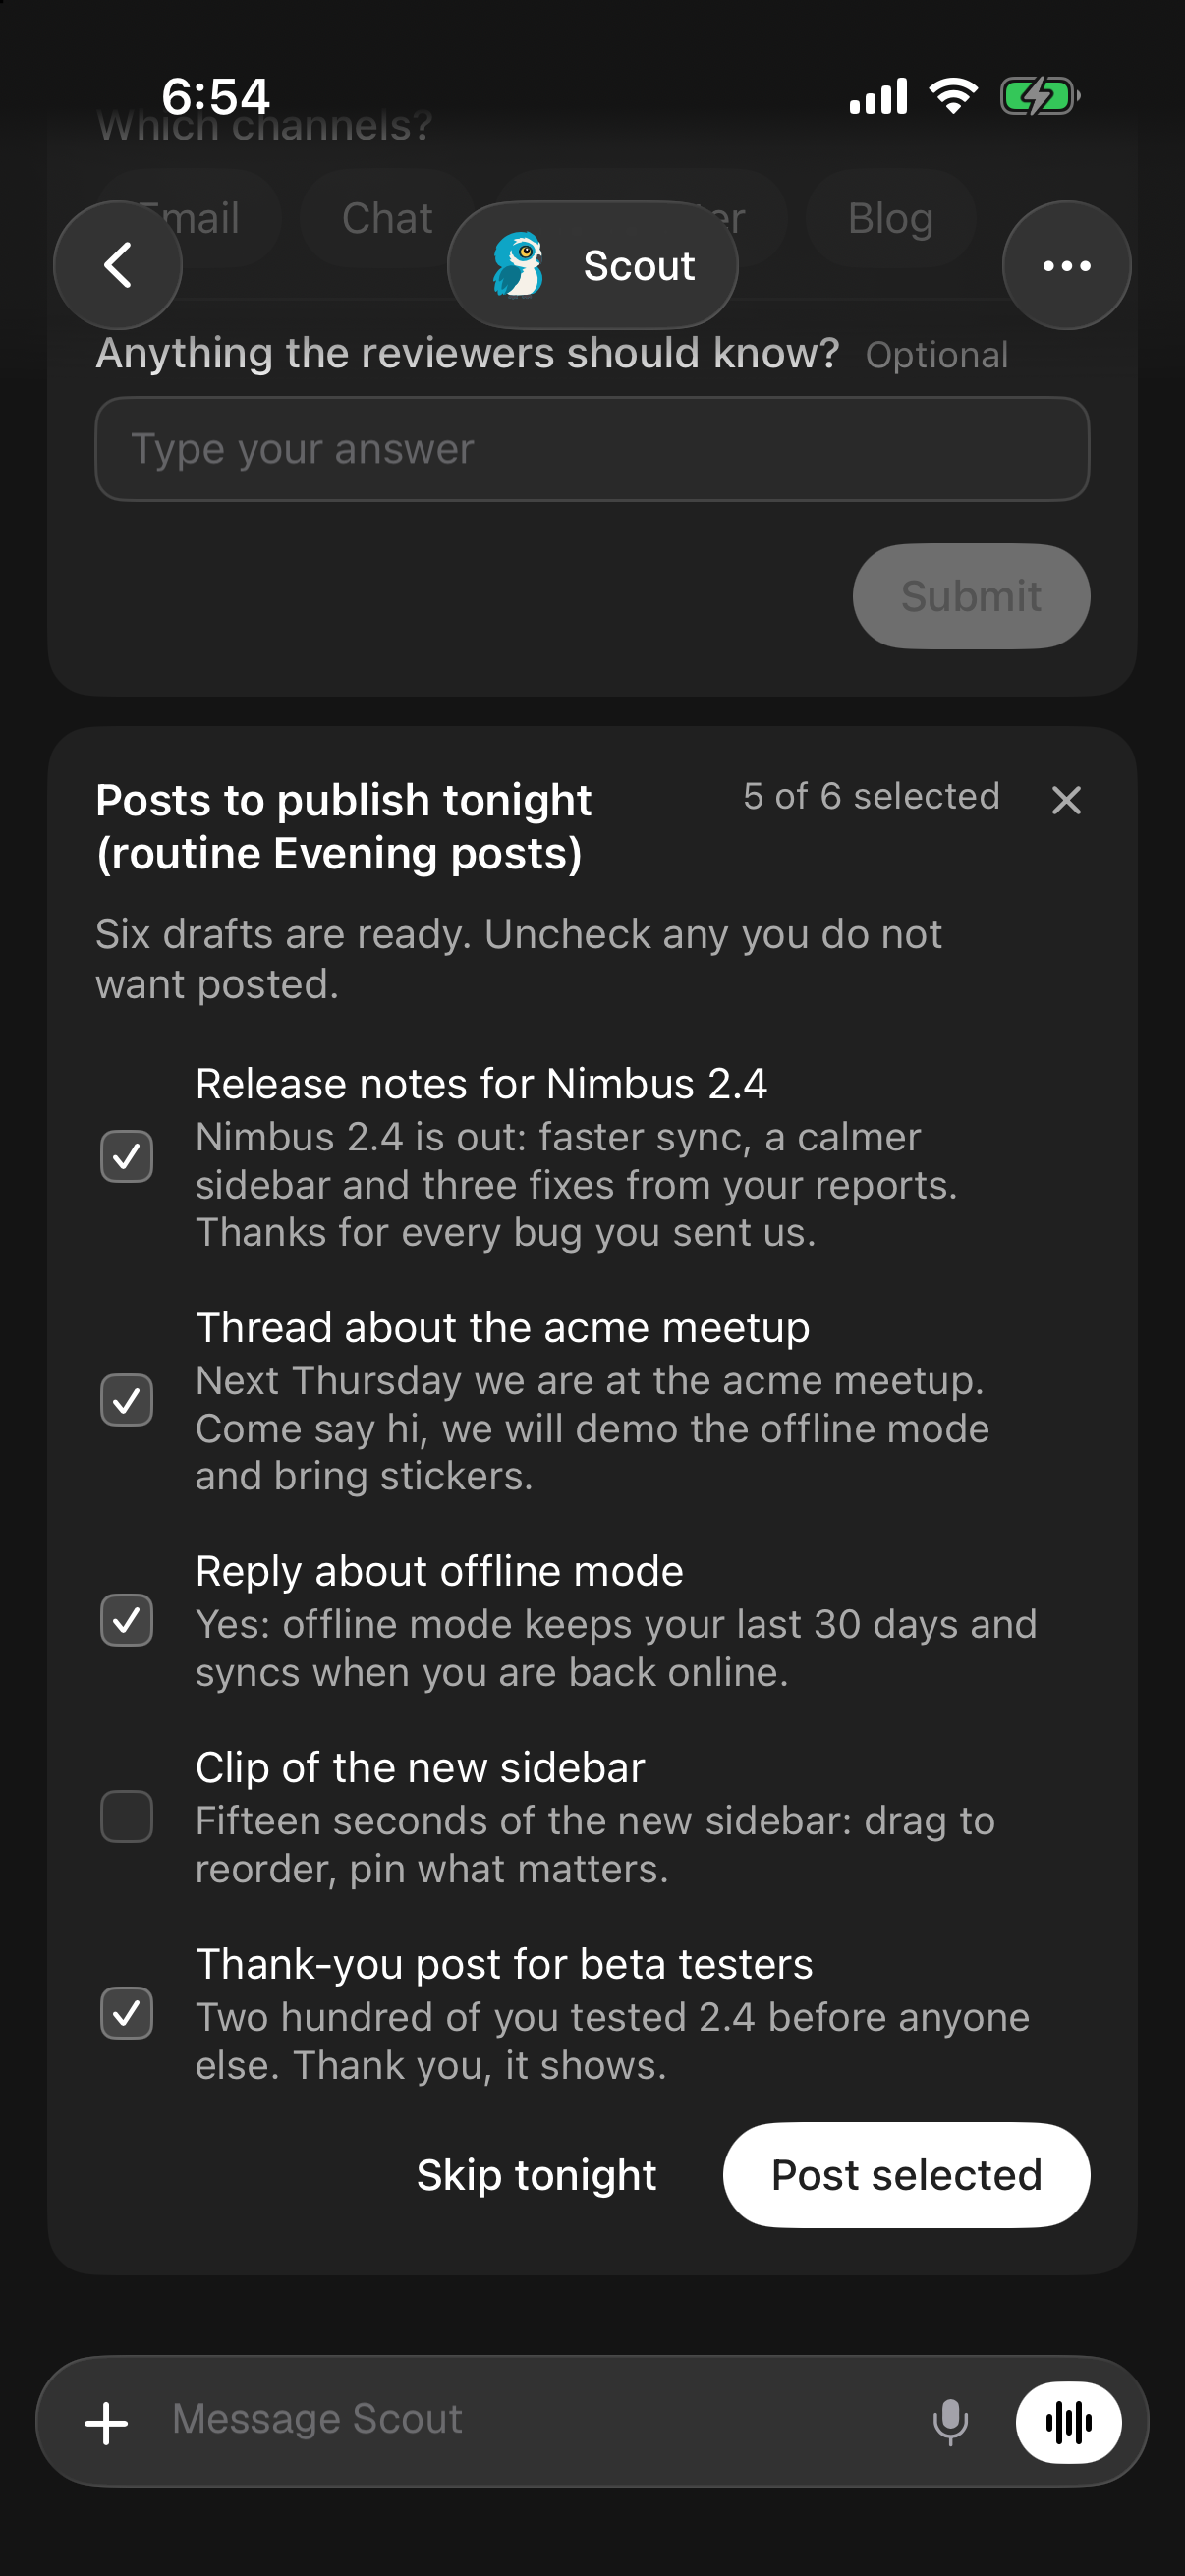 6:54
Which channels?
Email
Chat
Blog
Scout
Anything the reviewers should know? Optional
Type your answer
Submit
Posts to publish tonight
(routine Evening posts)
5 of 6 selected
Six drafts are ready. Uncheck any you do not
want posted.
Release notes for Nimbus 2.4
Nimbus 2.4 is out: faster sync, a calmer
sidebar and three fixes from your reports.
Thanks for every bug you sent us.
Thread about the acme meetup
Next Thursday we are at the acme meetup.
Come say hi, we will demo the offline mode
and bring stickers.
Reply about offline mode
Yes: offline mode keeps your last 30 days and
syncs when you are back online.
Clip of the new sidebar
Fifteen seconds of the new sidebar: drag to
reorder, pin what matters.
Thank-you post for beta testers
Two hundred of you tested 2.4 before anyone
else. Thank you, it shows.
Skip tonight
Post selected
Message Scout